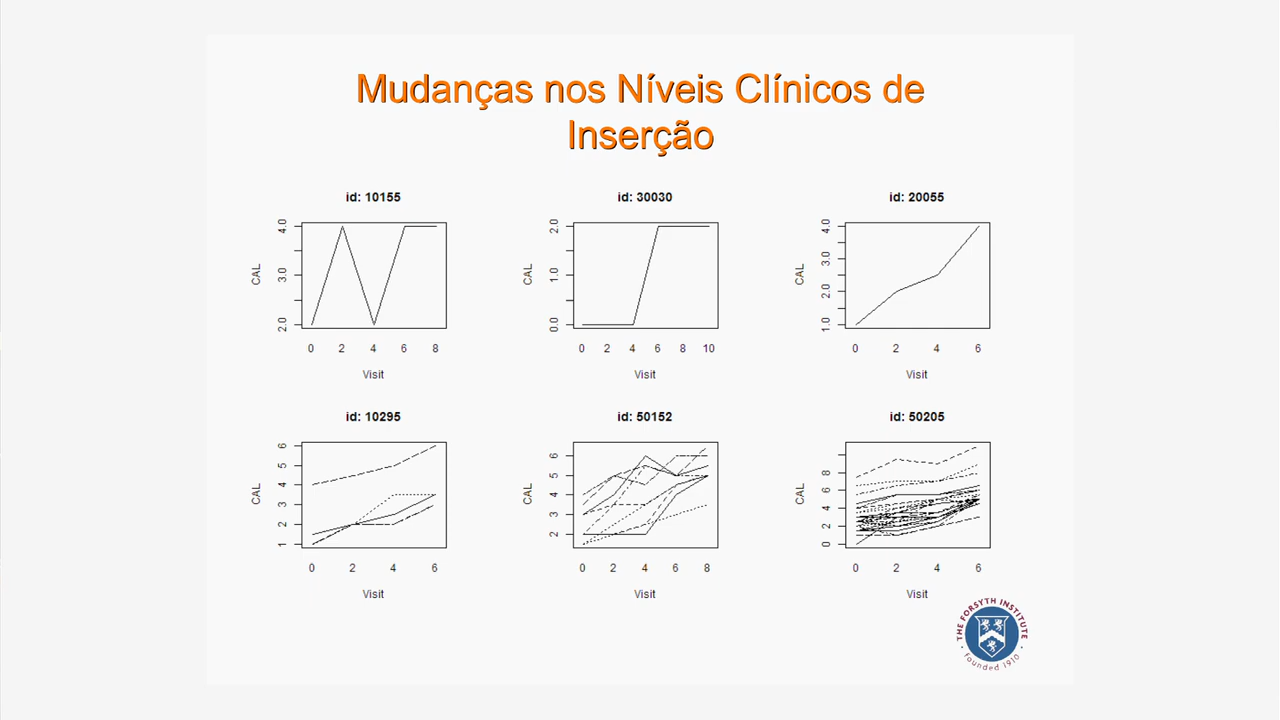 Mudanças nos Níveis Clínicos de
Inserção
id: 10155
id: 30030
id: 20055
CAL
2.0 3.0 4.0
0 2 4 6 8
Visit
CAL
0.0 1.0 2.0
0 2 4 6 8 10
Visit
CAL
1.0 2.0 3.0 4.0
0 2 4 6
Visit
id: 10295
id: 50152
id: 50205
CAL
1 2 3 4 5 6
0 2 4 6
Visit
CAL
2 3 4 5 6
0 2 4 6 8
Visit
CAL
0 2 4 6 8
0 2 4 6
Visit
THE FORSYTH INSTITUTE
founded 1910